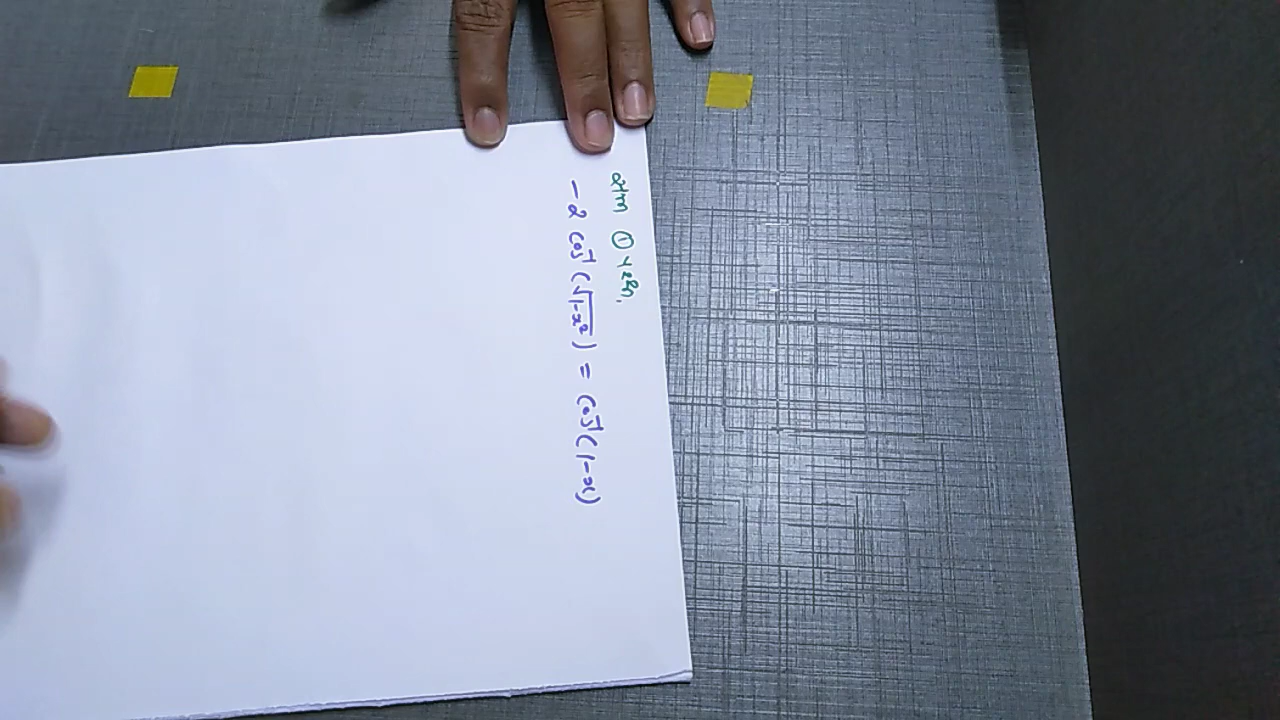 ① 
-2 cos⁻¹(√1-x²) = cos⁻¹(1-x)